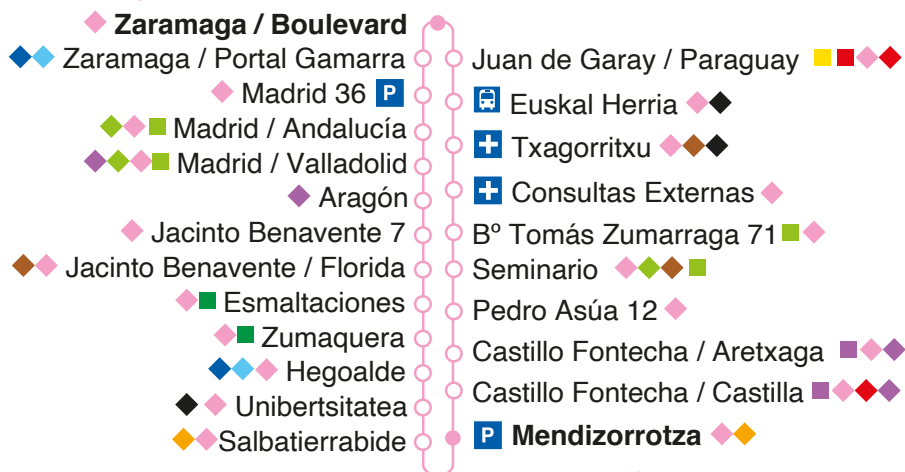 Zaramaga / Boulevard
Zaramaga / Portal Gamarra
Madrid 36 P
Madrid / Andalucía
Madrid / Valladolid
Aragón
Jacinto Benavente 7
Jacinto Benavente / Florida
Esmaltaciones
Zumaquera
Hegoalde
Unibertsitatea
Salbatierrabide
Juan de Garay / Paraguay
Euskal Herria
Txagorritxu
Consultas Externas
Bº Tomás Zumarraga 71
Seminario
Pedro Asúa 12
Castillo Fontecha / Aretxaga
Castillo Fontecha / Castilla
P Mendizorrotza